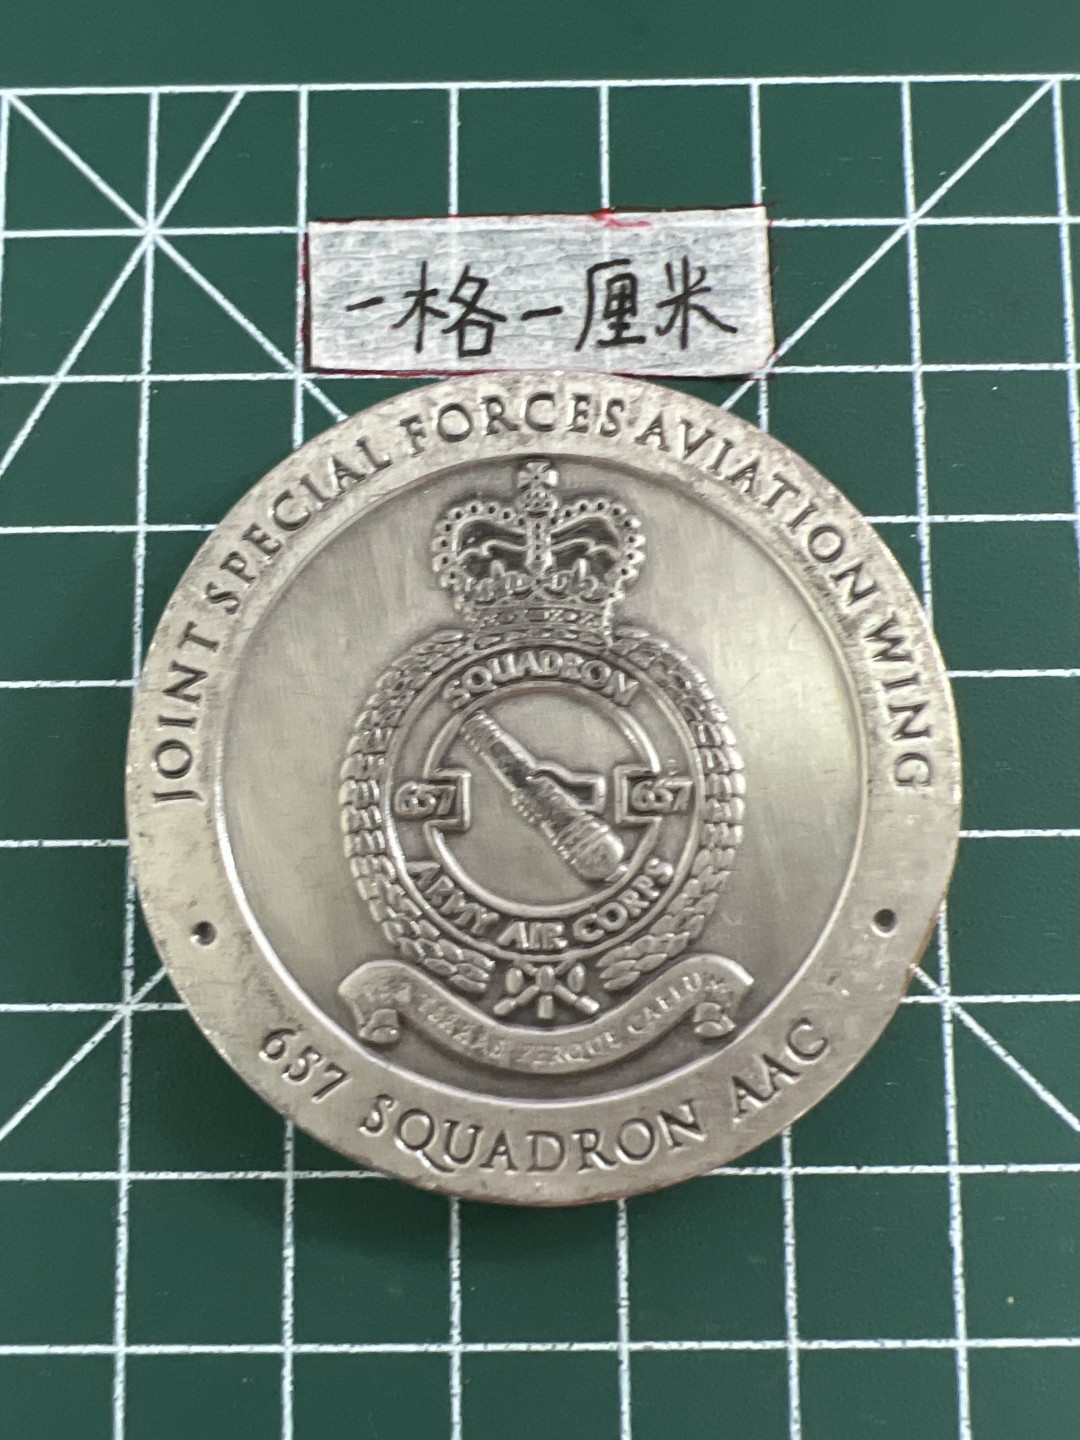 一格一厘米
JOINT SPECIAL FORCES AVIATION WING
SQUADRON
657 657
ARMY AIR CORPS
657 SQUADRON AAC